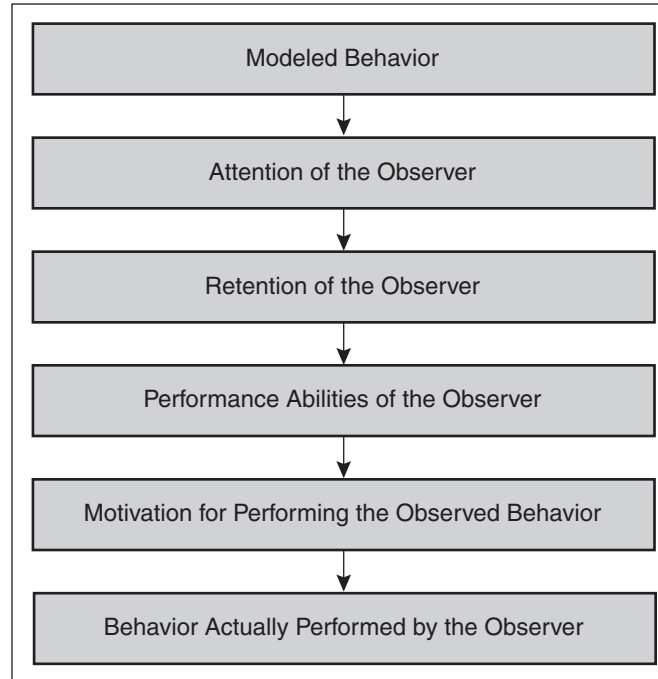 Modeled Behavior
Attention of the Observer
Retention of the Observer
Performance Abilities of the Observer
Motivation for Performing the Observed Behavior
Behavior Actually Performed by the Observer